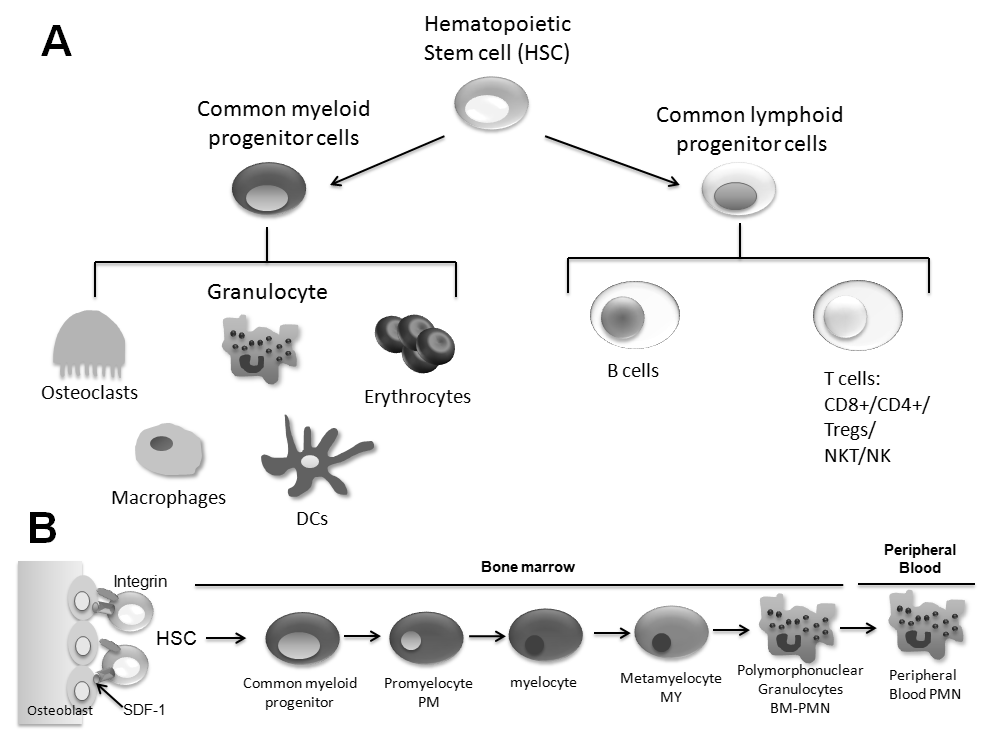 A
Hematopoietic
Stem cell (HSC)
Common myeloid
progenitor cells
Common lymphoid
progenitor cells
Granulocyte
Osteoclasts
Erythrocytes
Macrophages
DCs
B cells
T cells:
CD8+/CD4+/
Tregs/
NKT/NK
B
Bone marrow
Peripheral
Blood
Integrin
HSC
Osteoblast
SDF-1
Common myeloid
progenitor
Promyelocyte
PM
myelocyte
Metamyelocyte
MY
Polymorphonuclear
Granulocytes
BM-PMN
Peripheral
Blood PMN